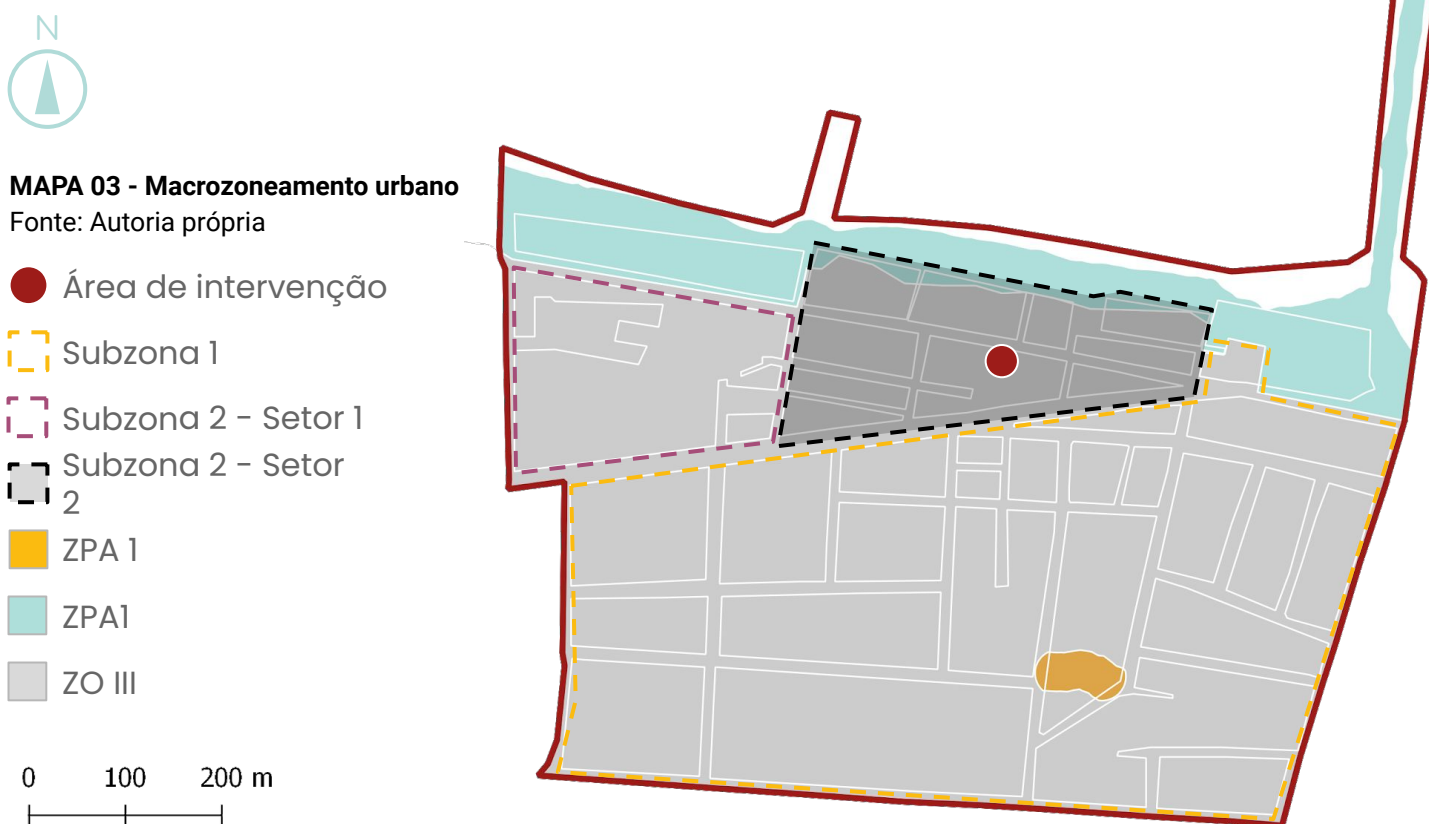 N
MAPA 03 - Macrozoneamento urbano
Fonte: Autoria própria
Área de intervenção
Subzona 1
Subzona 2 - Setor 1
Subzona 2 - Setor
2
ZPA 1
ZPA1
ZO III
0 100 200 m